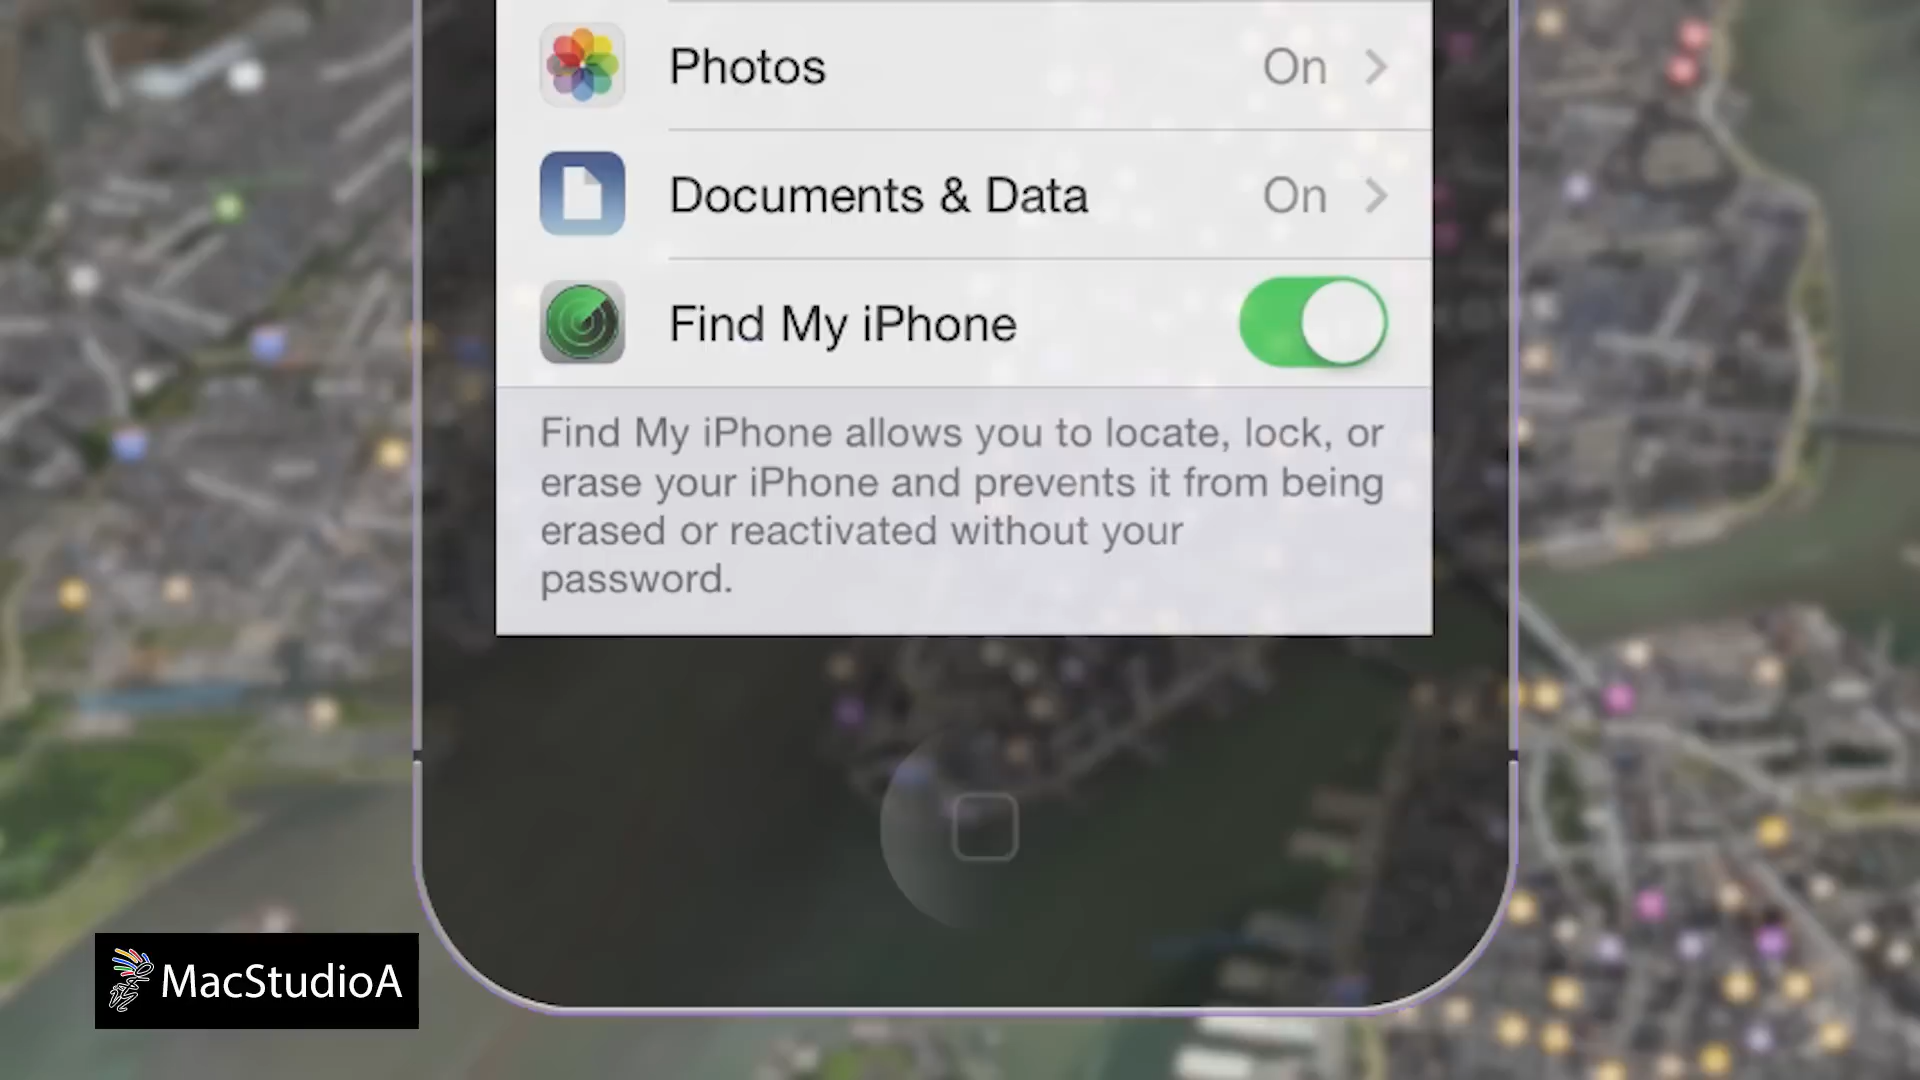 Photos On
Documents & Data On
Find My iPhone
Find My iPhone allows you to locate, lock, or
erase your iPhone and prevents it from being
erased or reactivated without your
password.
MacStudioA